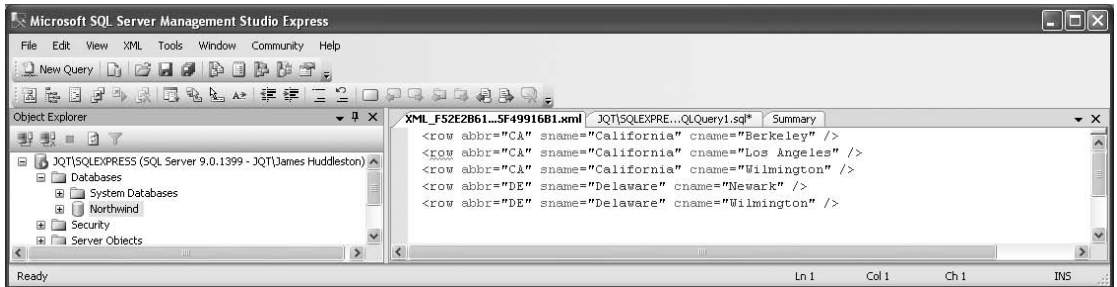 Microsoft SQL Server Management Studio Express
File Edit View XML Tools Window Community Help
New Query
Object Explorer
XML_F52E2B61...5F49916B1.xml JQT\SQLEXPRE...QLQuery1.sql* Summary
JQT\SQLEXPRESS (SQL Server 9.0.1399 - JQT\James Huddleston)
Databases
System Databases
Northwind
Security
Server Objects
<row abbr="CA" sname="California" cname="Berkeley" />
<row abbr="CA" sname="California" cname="Los Angeles" />
<row abbr="CA" sname="California" cname="Wilmington" />
<row abbr="DE" sname="Delaware" cname="Newark" />
<row abbr="DE" sname="Delaware" cname="Wilmington" />
Ready Ln 1 Col 1 Ch 1 INS